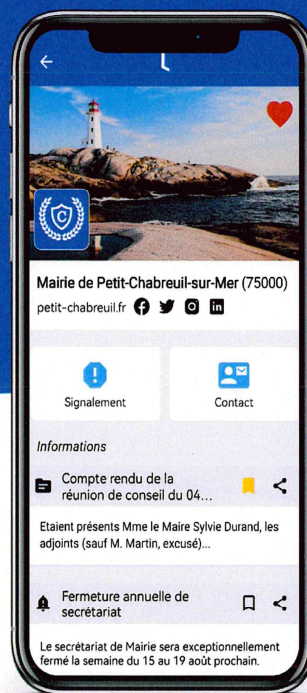 Mairie de Petit-Chabreuil-sur-Mer (75000)
petit-chabreuil.fr
Signalement
Contact
Informations
Compte rendu de la
réunion de conseil du 04...
Etaient présents Mme le Maire Sylvie Durand, les
adjoints (sauf M. Martin, excusé)...
Fermeture annuelle de
secrétariat
Le secrétariat de Mairie sera exceptionnellement
fermé la semaine du 15 au 19 août prochain.